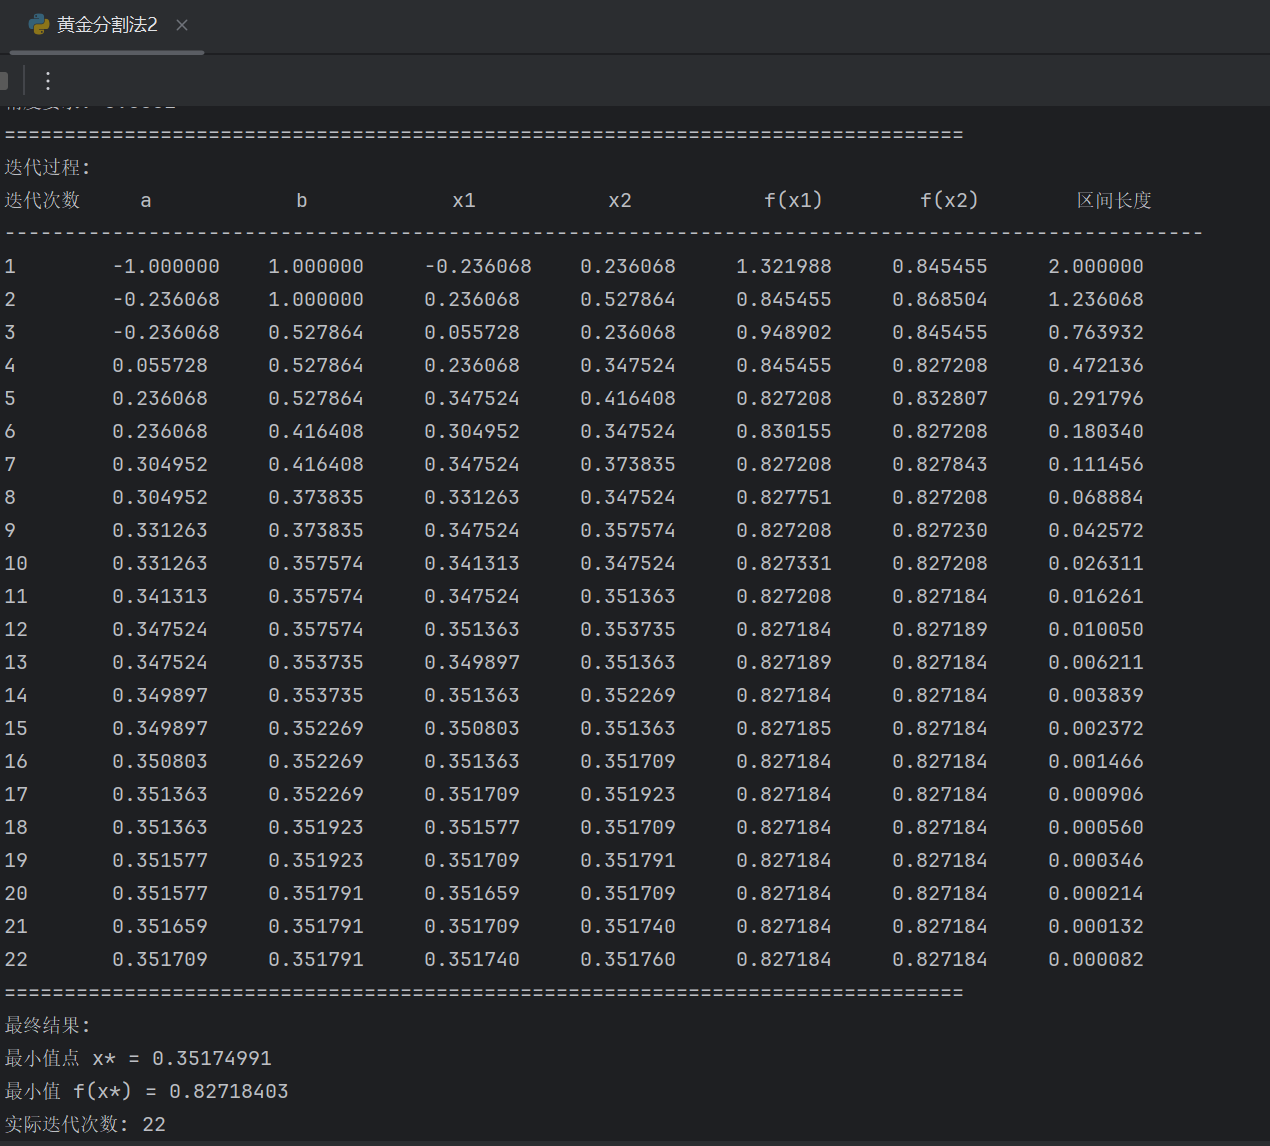 黄金分割法2
================================================================================
迭代过程:
迭代次数 a b x1 x2 f(x1) f(x2) 区间长度
----------------------------------------------------------------------------------------------------
1 -1.000000 1.000000 -0.236068 0.236068 1.321988 0.845455 2.000000
2 -0.236068 1.000000 0.236068 0.527864 0.845455 0.868504 1.236068
3 -0.236068 0.527864 0.055728 0.236068 0.948902 0.845455 0.763932
4 0.055728 0.527864 0.236068 0.347524 0.845455 0.827208 0.472136
5 0.236068 0.527864 0.347524 0.416408 0.827208 0.832807 0.291796
6 0.236068 0.416408 0.304952 0.347524 0.830155 0.827208 0.180340
7 0.304952 0.416408 0.347524 0.373835 0.827208 0.827843 0.111456
8 0.304952 0.373835 0.331263 0.347524 0.827751 0.827208 0.068884
9 0.331263 0.373835 0.347524 0.357574 0.827208 0.827230 0.042572
10 0.331263 0.357574 0.341313 0.347524 0.827331 0.827208 0.026311
11 0.341313 0.357574 0.347524 0.351363 0.827208 0.827184 0.016261
12 0.347524 0.357574 0.351363 0.353735 0.827184 0.827189 0.010050
13 0.347524 0.353735 0.349897 0.351363 0.827189 0.827184 0.006211
14 0.349897 0.353735 0.351363 0.352269 0.827184 0.827184 0.003839
15 0.349897 0.352269 0.350803 0.351363 0.827185 0.827184 0.002372
16 0.350803 0.352269 0.351363 0.351709 0.827184 0.827184 0.001466
17 0.351363 0.352269 0.351709 0.351923 0.827184 0.827184 0.000906
18 0.351363 0.351923 0.351577 0.351709 0.827184 0.827184 0.000560
19 0.351577 0.351923 0.351709 0.351791 0.827184 0.827184 0.000346
20 0.351577 0.351791 0.351659 0.351709 0.827184 0.827184 0.000214
21 0.351659 0.351791 0.351709 0.351740 0.827184 0.827184 0.000132
22 0.351709 0.351791 0.351740 0.351760 0.827184 0.827184 0.000082
================================================================================
最终结果:
最小值点 x* = 0.35174991
最小值 f(x*) = 0.82718403
实际迭代次数: 22